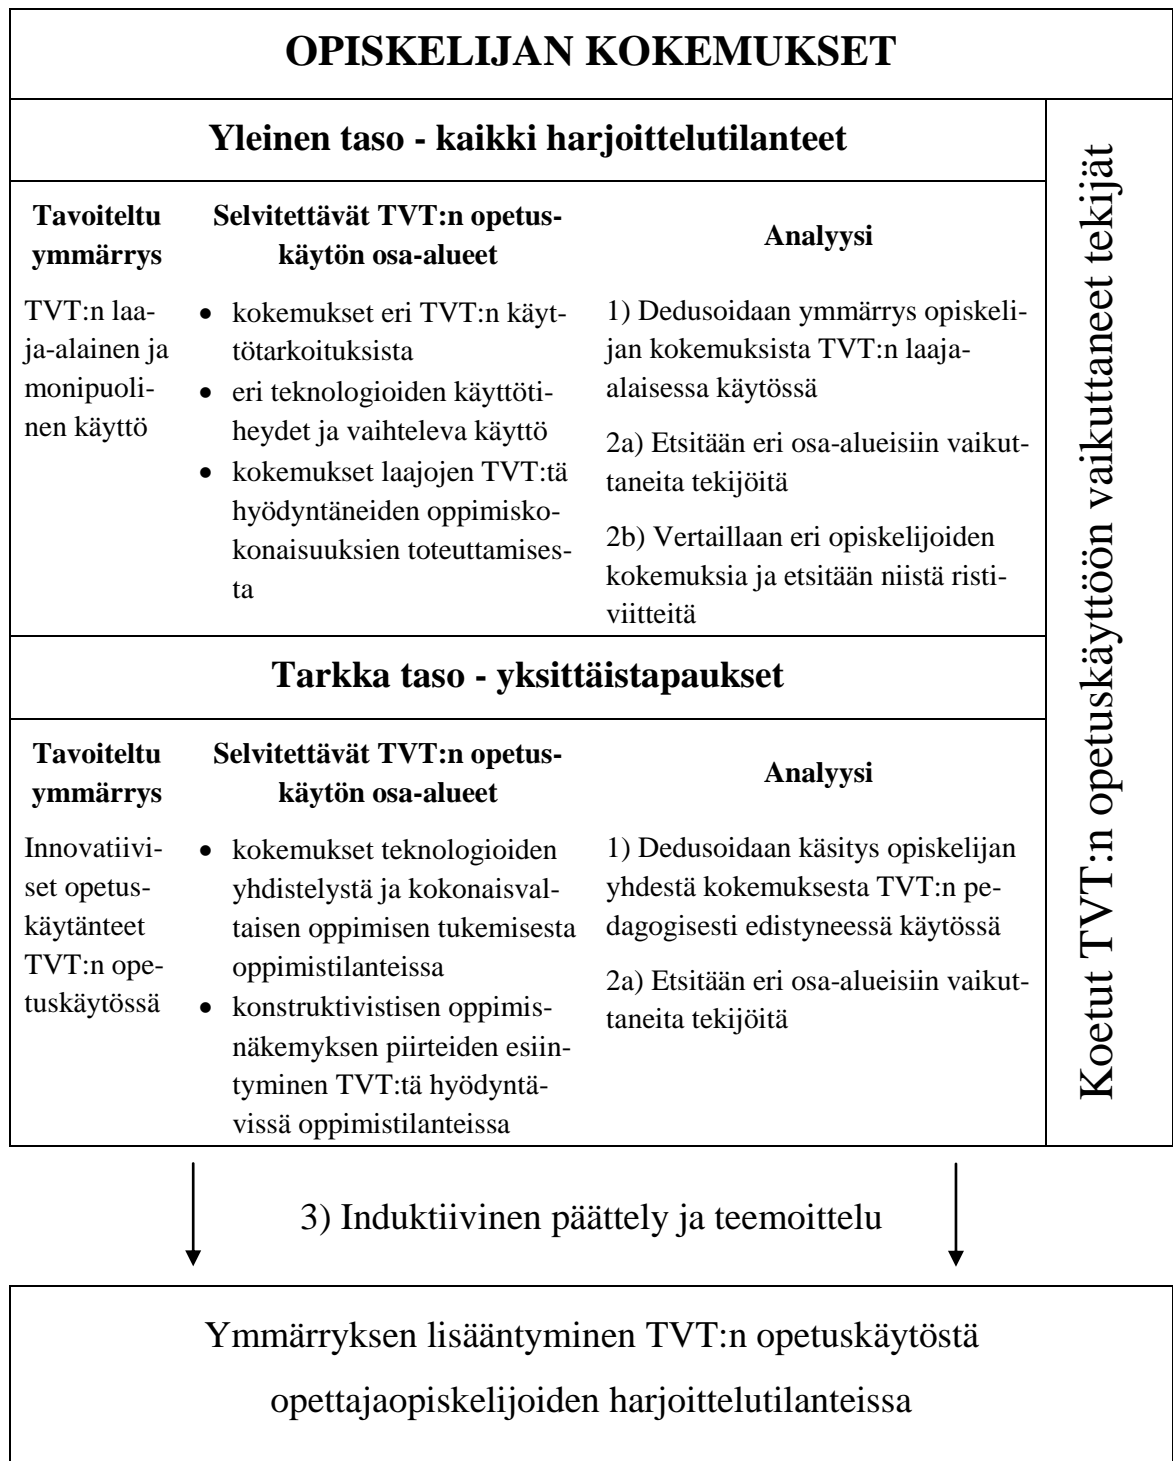 OPISKELIJAN KOKEMUKSET
Yleinen taso - kaikki harjoittelutilanteet
Tavoiteltu
ymmärrys
TVT:n laa-
ja-alainen ja
monipuoli-
nen käyttö
Selvitettävät TVT:n opetus-
käytön osa-alueet
• kokemukset eri TVT:n käyt-
tötarkoituksista
• eri teknologioiden käyttöti-
heydet ja vaihteleva käyttö
• kokemukset laajojen TVT:tä
hyödyntäneiden oppimisko-
konaisuuksien toteuttamises-
ta
Analyysi
1) Dedusoidaan ymmärrys opiskeli-
jan kokemuksista TVT:n laaja-
alaisessa käytössä
2a) Etsitään eri osa-alueisiin vaikut-
taneita tekijöitä
2b) Vertaillaan eri opiskelijoiden
kokemuksia ja etsitään niistä risti-
viitteitä
Tarkka taso - yksittäistapaukset
Tavoiteltu
ymmärrys
Innovatiivi-
set opetus-
käytänteet
TVT:n ope-
tuskäytössä
Selvitettävät TVT:n opetus-
käytön osa-alueet
• kokemukset teknologioiden
yhdistelystä ja kokonaisval-
taisen oppimisen tukemisesta
oppimistilanteissa
• konstruktivistisen oppimis-
näkemyksen piirteiden esiin-
tyminen TVT:tä hyödyntä-
vissä oppimistilanteissa
Analyysi
1) Dedusoidaan käsitys opiskelijan
yhdestä kokemuksesta TVT:n pe-
dagogisesti edistyneessä käytössä
2a) Etsitään eri osa-alueisiin vaikut-
taneita tekijöitä
Koetut TVT:n opetuskäyttöön vaikuttaneet tekijät
3) Induktiivinen päättely ja teemoittelu
Ymmärryksen lisääntyminen TVT:n opetuskäytöstä
opettajaopiskelijoiden harjoittelutilanteissa